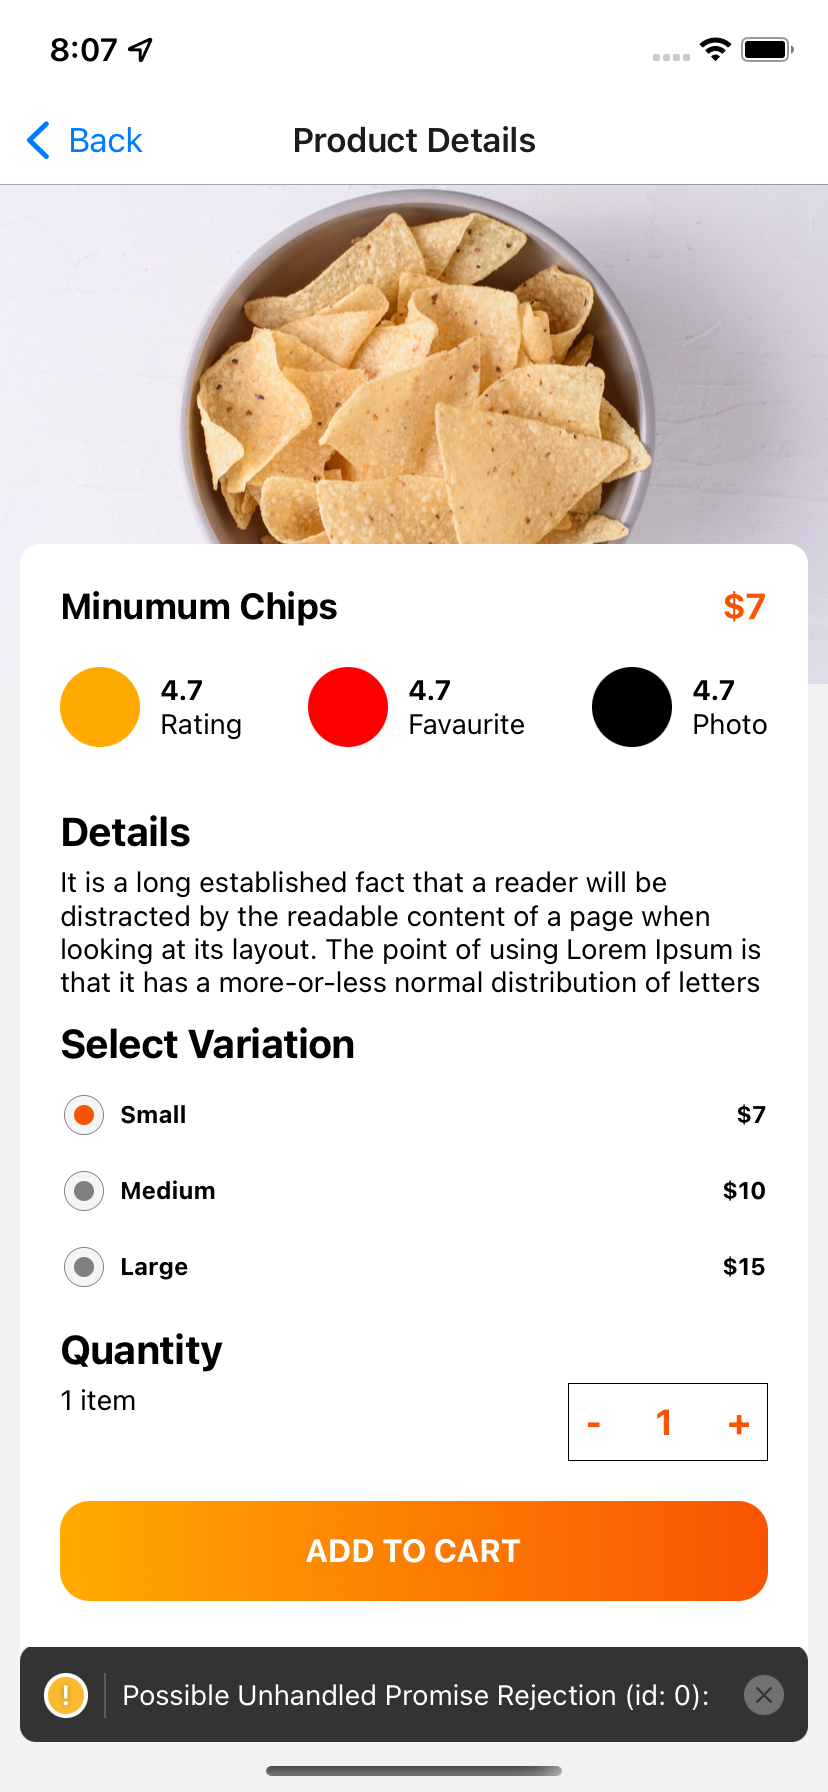 8:07
Back
Product Details
Minumum Chips
$7
4.7
Rating
4.7
Favaurite
4.7
Photo
Details
It is a long established fact that a reader will be
distracted by the readable content of a page when
looking at its layout. The point of using Lorem Ipsum is
that it has a more-or-less normal distribution of letters
Select Variation
Small $7
Medium $10
Large $15
Quantity
1 item
- 1 +
ADD TO CART
! Possible Unhandled Promise Rejection (id: 0):